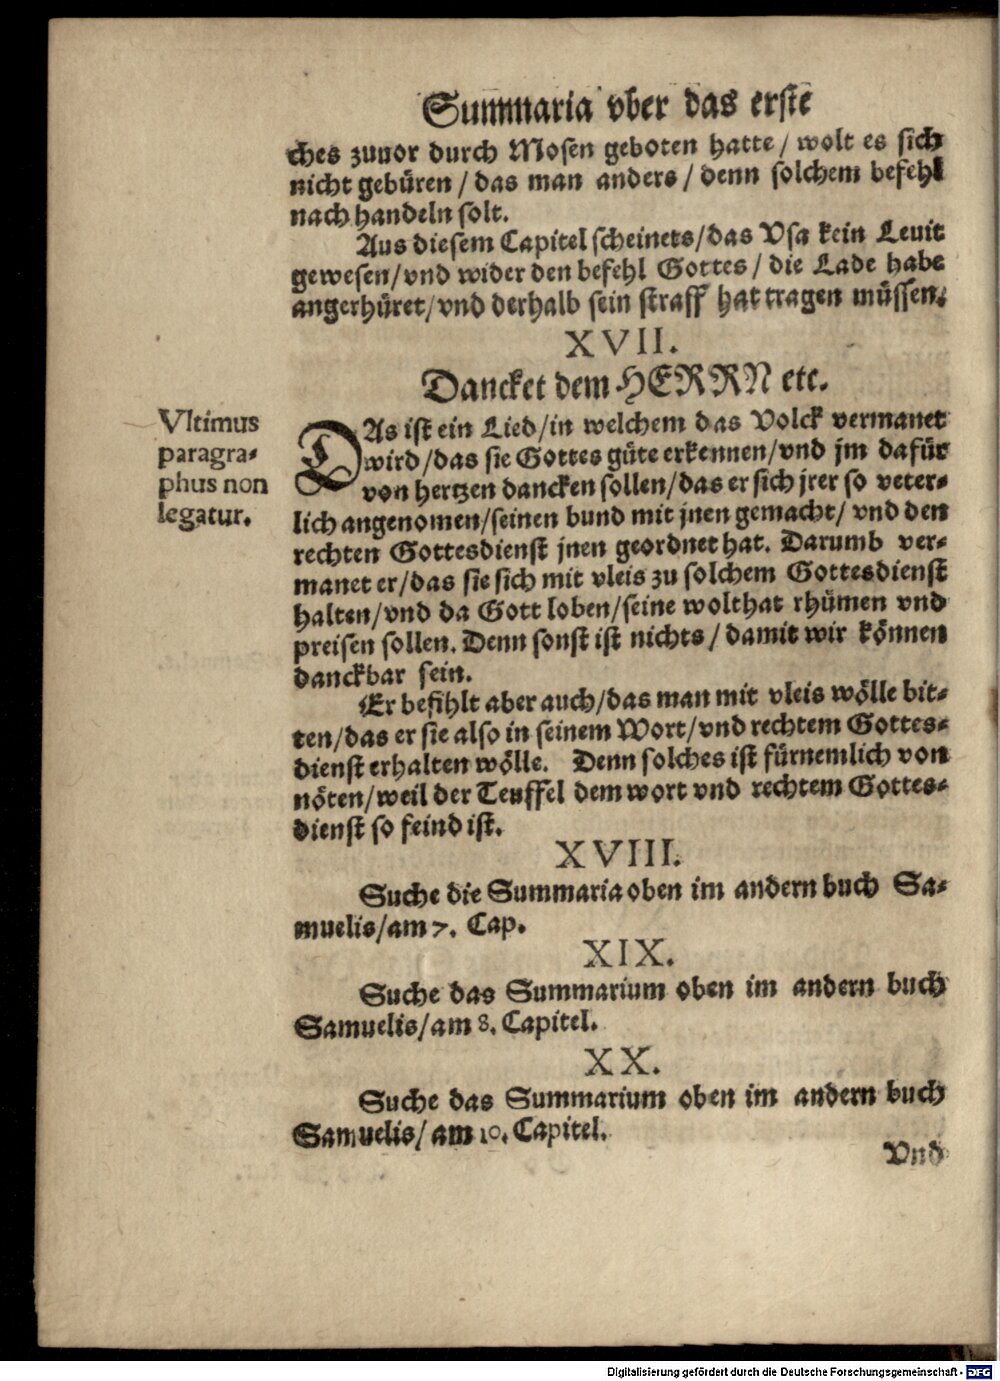 Summaria vber das erste
ches zuuor durch Mosen geboten hatte / wolt es sich
nicht gebüren / das man anders / denn solchem befehl
nach handeln solt.
Aus diesem Capitel scheinets/das Vsa kein Leuit
gewesen/vnd wider den befehl Gottes / die Lade habe
angerhüret/vnd derhalb sein straff hat tragen müssen.
XVII.
Dancket dem HERRN etc.
Vltimus
paragra-
phus non
legatur.
DAs ist ein Lied/in welchem das Volck vermanet
wird/das sie Gottes güte erkennen/vnd jm dafür
von hertzen dancken sollen/das er sich jrer so veter-
lich angenomen/seinen bund mit jnen gemacht/ vnd den
rechten Gottesdienst jnen geordnet hat. Darumb ver-
manet er/das sie sich mit vleis zu solchem Gottesdienst
halten/vnd da Gott loben/seine wolthat rhümen vnd
preisen sollen. Denn sonst ist nichts / damit wir können
danckbar sein.
Er befihlt aber auch/das man mit vleis wölle bit-
ten/das er sie also in seinem Wort/vnd rechtem Gottes-
dienst erhalten wölle. Denn solches ist fürnemlich von
nöten/weil der Teuffel dem wort vnd rechtem Gottes-
dienst so feind ist.
XVIII.
Suche die Summaria oben im andern buch Sa-
muelis/am 7. Cap.
XIX.
Suche das Summarium oben im andern buch
Samuelis/am 8. Capitel.
XX.
Suche das Summarium oben im andern buch
Samuelis/ am 10. Capitel.
Vnd
Digitalisierung gefördert durch die Deutsche Forschungsgemeinschaft - DFG